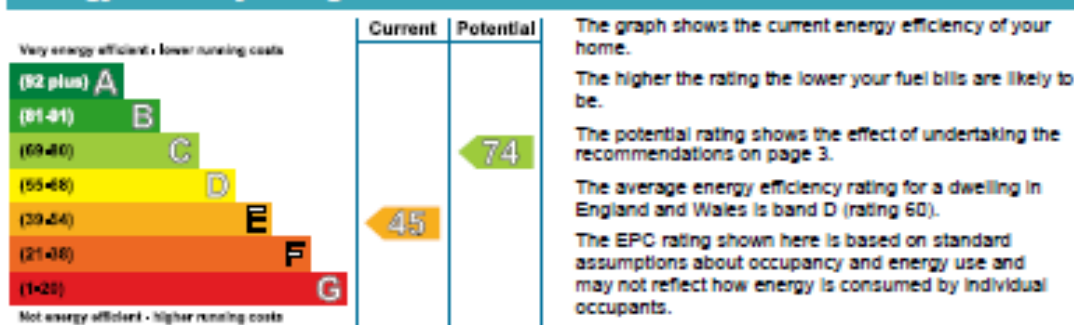 Current Potential
Very energy efficient - lower running costs
(92 plus) A
(81-91) B
(69-80) C
(55-68) D
(39-54) E
(21-38) F
(1-20) G
Not energy efficient - higher running costs
74
45
The graph shows the current energy efficiency of your
home.
The higher the rating the lower your fuel bills are likely to
be.
The potential rating shows the effect of undertaking the
recommendations on page 3.
The average energy efficiency rating for a dwelling in
England and Wales is band D (rating 60).
The EPC rating shown here is based on standard
assumptions about occupancy and energy use and
may not reflect how energy is consumed by individual
occupants.